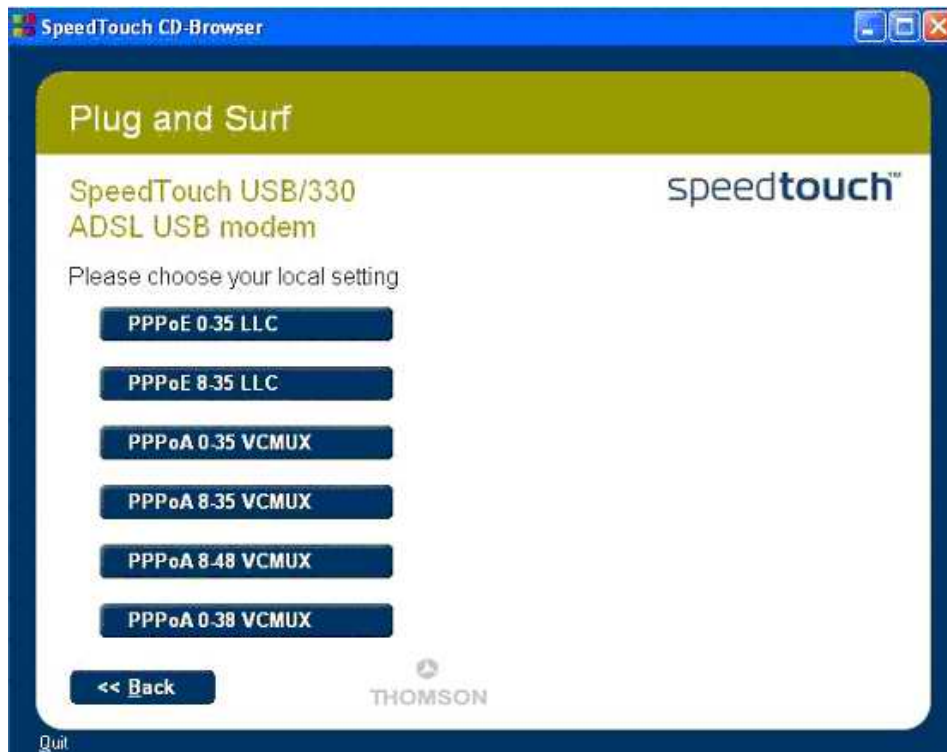 SpeedTouch CD-Browser
Plug and Surf
SpeedTouch USB/330
ADSL USB modem
speedtouch™
Please choose your local setting
PPPoE 0-35 LLC
PPPoE 8-35 LLC
PPPoA 0-35 VCMUX
PPPoA 8-35 VCMUX
PPPoA 8-48 VCMUX
PPPoA 0-38 VCMUX
<< Back
THOMSON
Quit